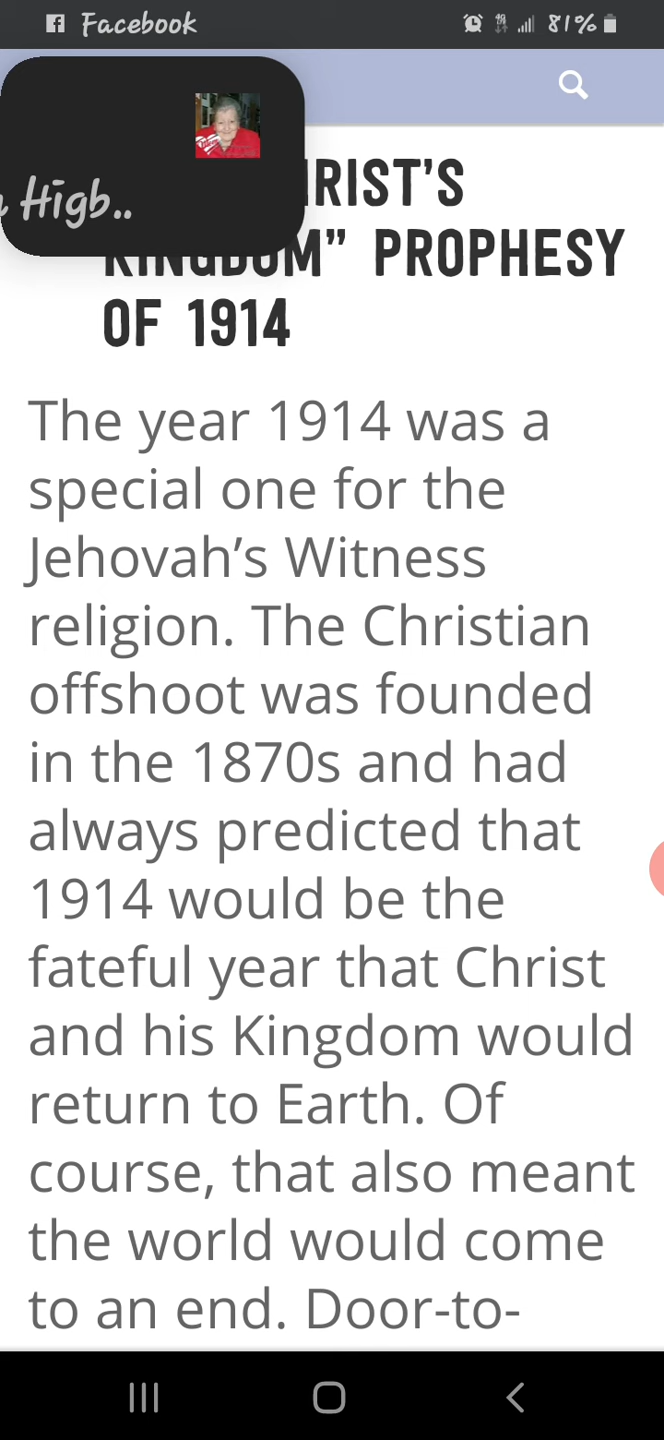 Facebook
81%
Higb..
RIST’S
KINGDOM” PROPHESY
OF 1914
The year 1914 was a
special one for the
Jehovah’s Witness
religion. The Christian
offshoot was founded
in the 1870s and had
always predicted that
1914 would be the
fateful year that Christ
and his Kingdom would
return to Earth. Of
course, that also meant
the world would come
to an end. Door-to-